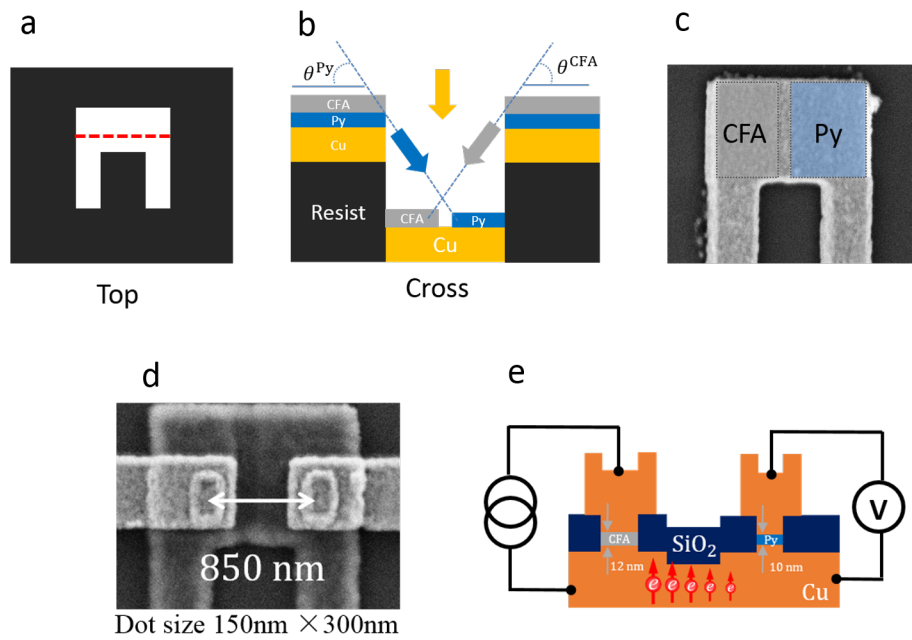 a
Top
b
θ^Py
θ^CFA
CFA
Py
Cu
Resist
CFA
Py
Cu
Cross
c
CFA
Py
d
850 nm
Dot size 150nm ×300nm
e
V
CFA
SiO₂
Py
12 nm
10 nm
e e e e e
Cu